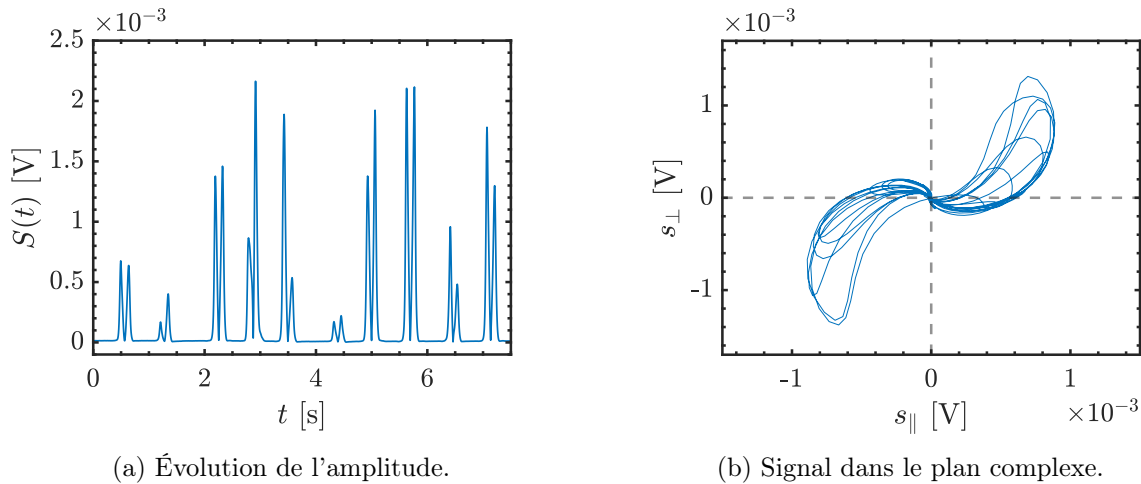 ×10⁻³
2.5
2
1.5
1
0.5
0
S(t) [V]
0 2 4 6
t [s]
(a) Évolution de l'amplitude.
×10⁻³
1
0
-1
s⊥ [V]
-1 0 1
×10⁻³
s∥ [V]
(b) Signal dans le plan complexe.